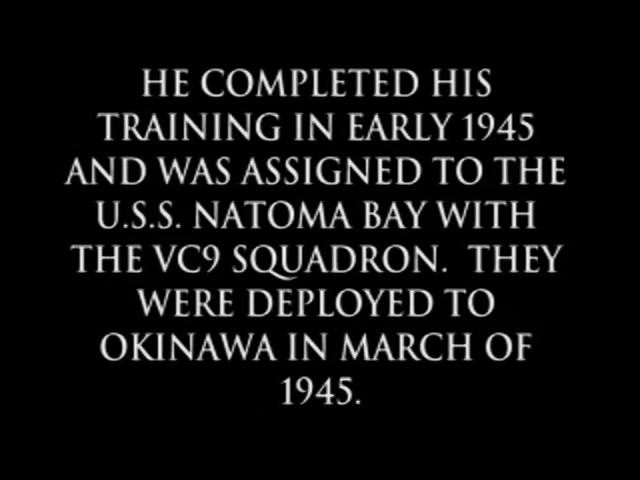 HE COMPLETED HIS
TRAINING IN EARLY 1945
AND WAS ASSIGNED TO THE
U.S.S. NATOMA BAY WITH
THE VC9 SQUADRON.  THEY
WERE DEPLOYED TO
OKINAWA IN MARCH OF
1945.